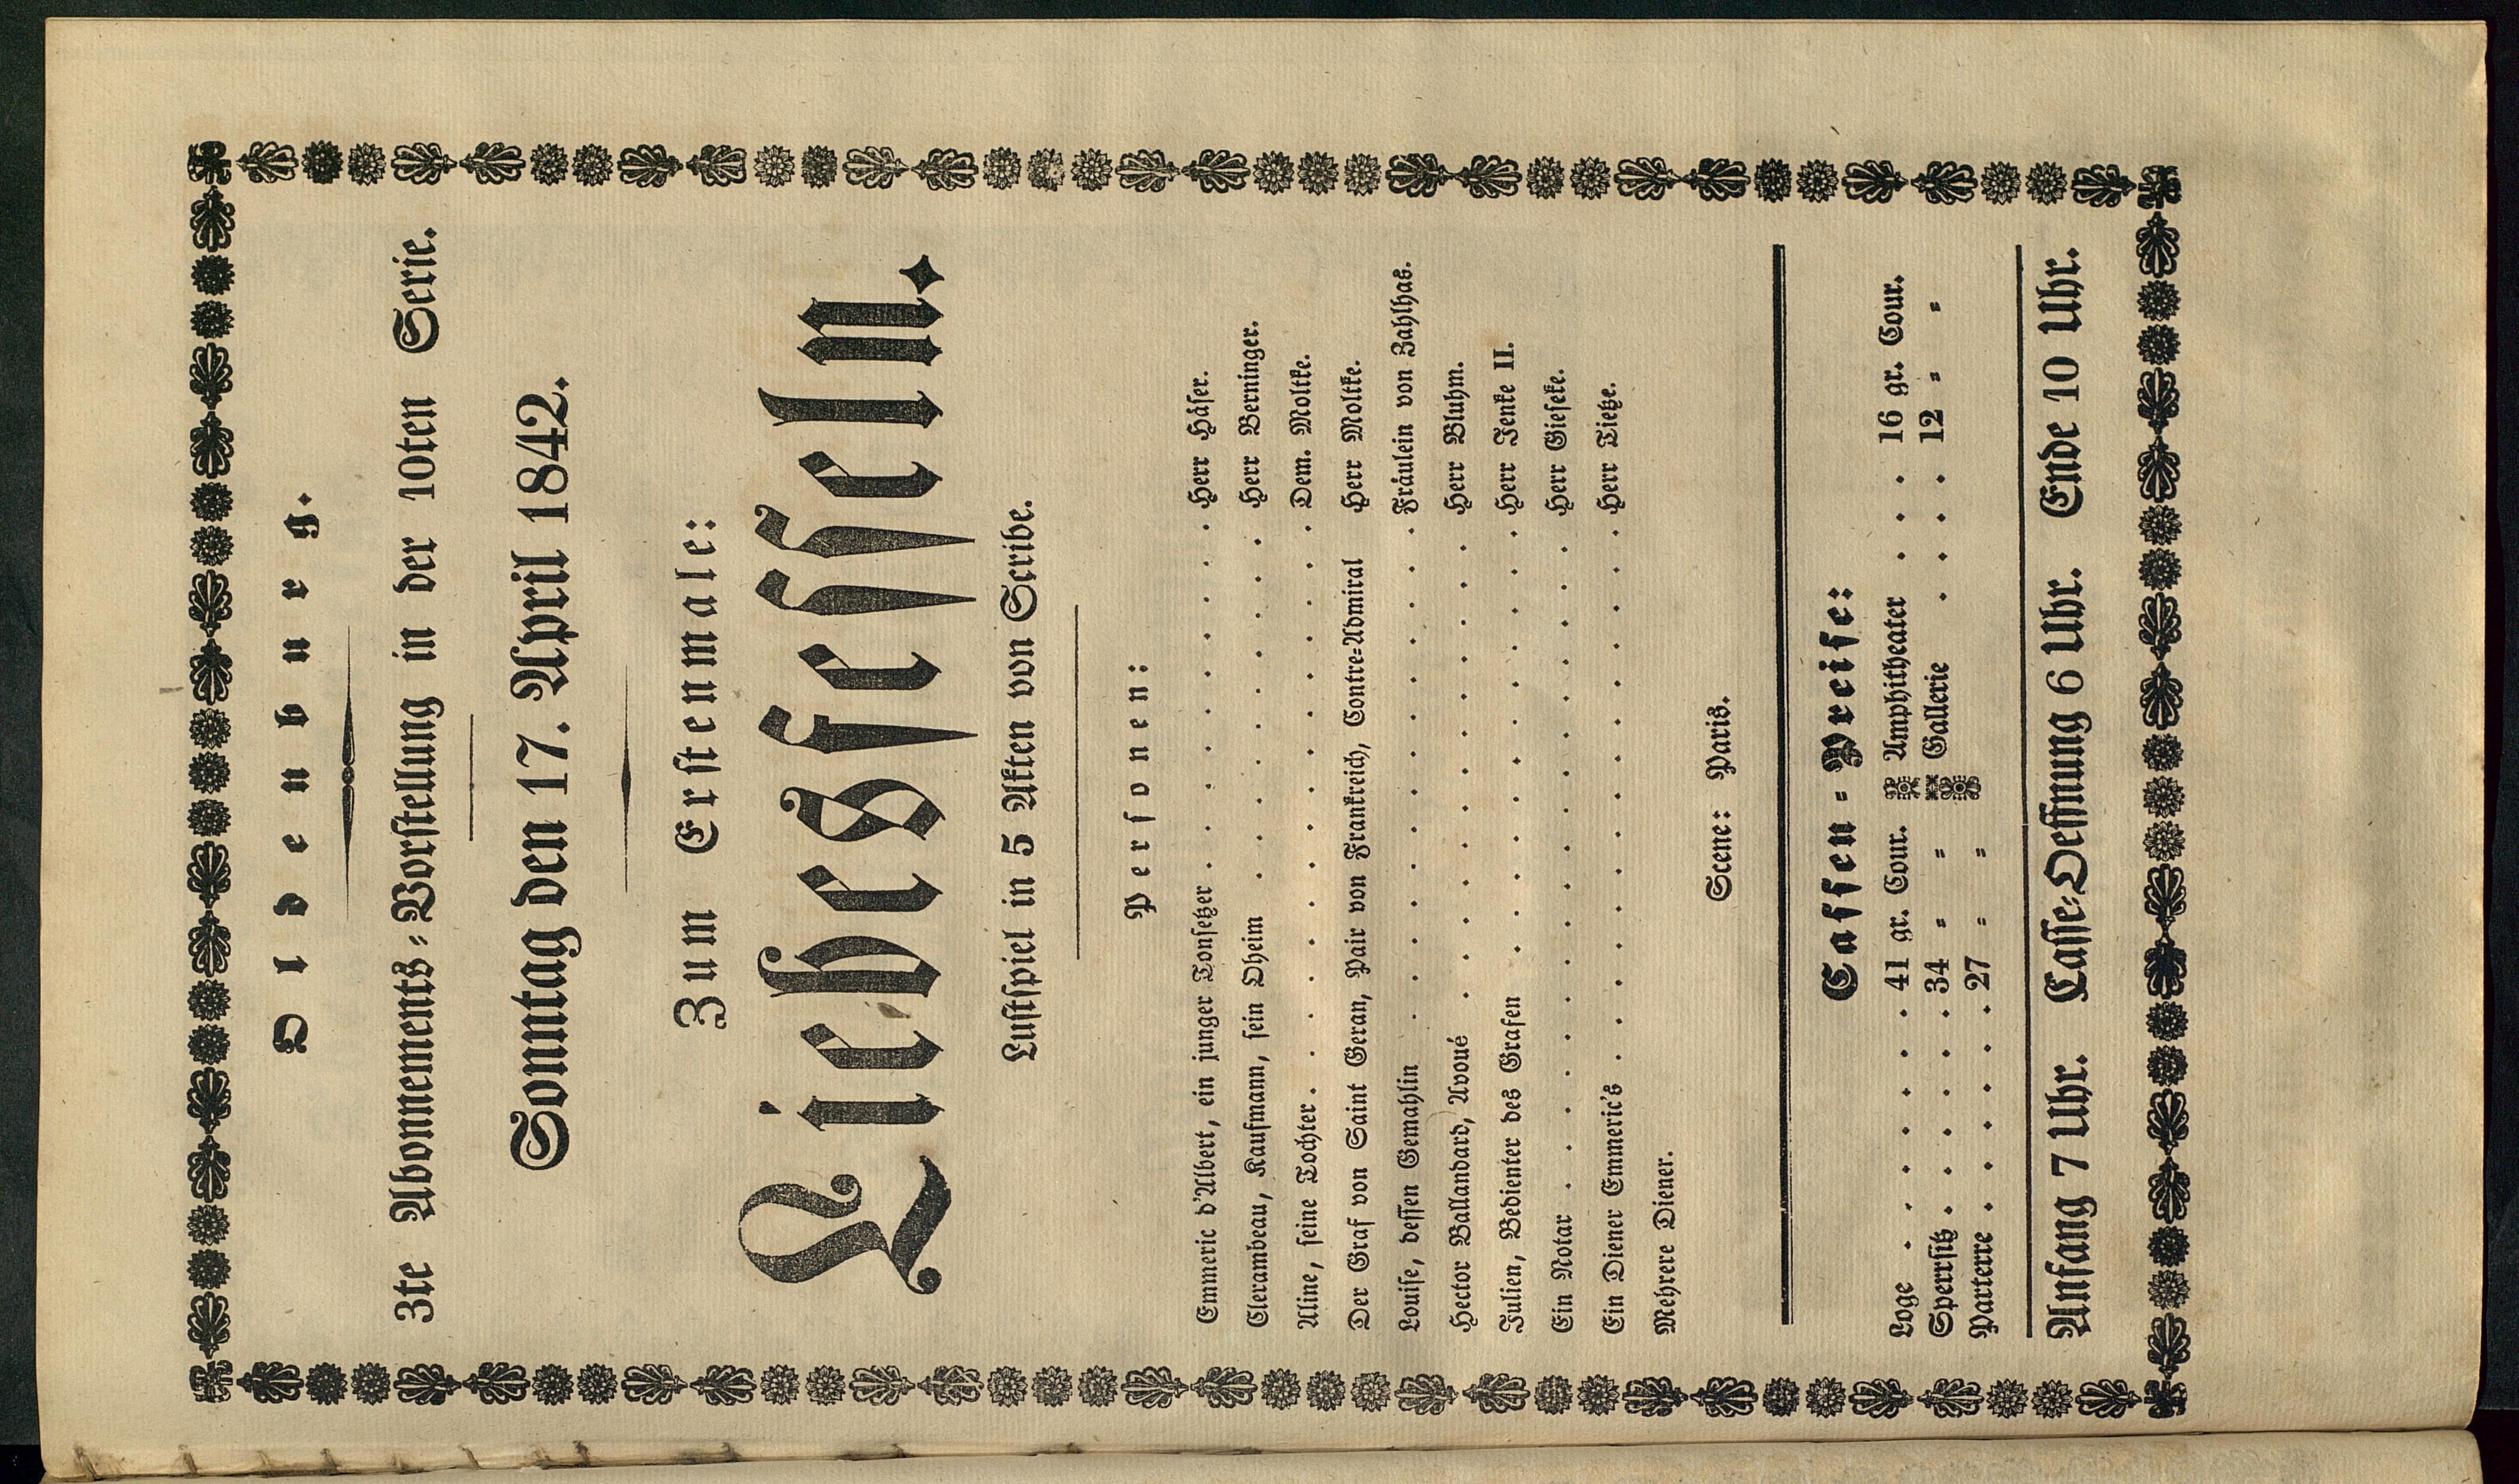 Oldenburg.
3te Abonnements-Vorstellung in der 10ten Serie.
Sonntag den 17. April 1842.
Zum Erstenmale:
Liebesfesseln.
Lustspiel in 5 Akten von Scribe.
Personen:
Emmeric d'Albert, ein junger Tonsetzer . . . . . . . . . . Herr Häser.
Clerambeau, Kaufmann, sein Oheim . . . . . . . . . . Herr Berninger.
Aline, seine Tochter . . . . . . . . . . . . . . . . Dem. Moltke.
Der Graf von Saint Geran, Pair von Frankreich, Contre-Admiral Herr Moltke.
Louise, dessen Gemahlin . . . . . . . . . . . . . . Fräulein von Zahlhas.
Hector Ballandard, Avoué . . . . . . . . . . . . . Herr Bluhm.
Julien, Bedienter des Grafen . . . . . . . . . . . . Herr Jenke II.
Ein Notar . . . . . . . . . . . . . . . . . . Herr Gieseke.
Ein Diener Emmeric's . . . . . . . . . . . . . . Herr Tietze.
Mehrere Diener.
Scene: Paris.
Cassen-Preise:
Loge . . . . . . . 41 gr. Cour. Amphitheater . . . 16 gr. Cour.
Sperrsitz . . . . . 34 = = Gallerie . . . . 12 = =
Parterre . . . . . . 27 = =
Anfang 7 Uhr. Casse-Oeffnung 6 Uhr. Ende 10 Uhr.